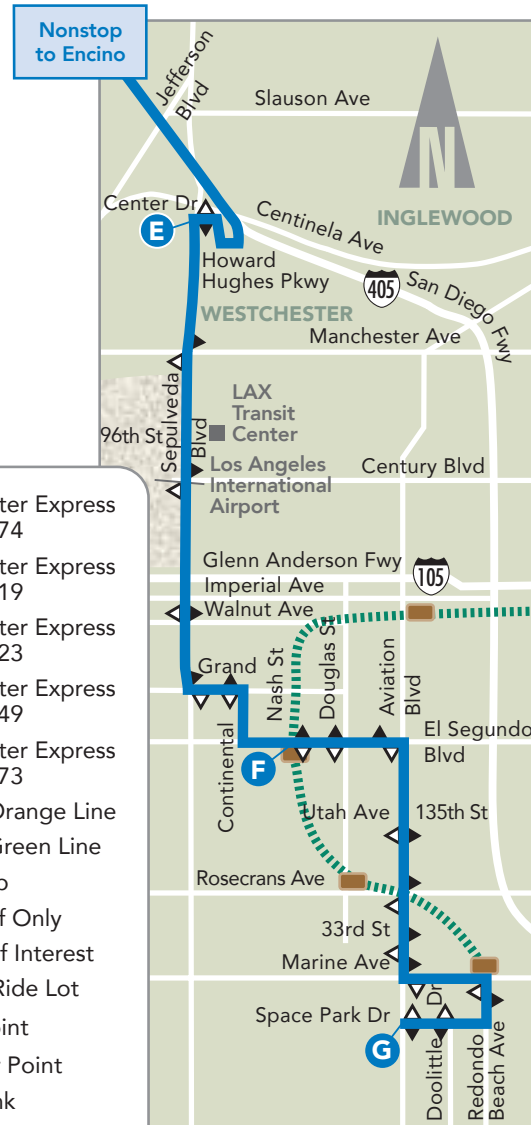 Nonstop
to Encino
Jefferson
Blvd
Slauson Ave
N
Center Dr
Centinela Ave
INGLEWOOD
E
Howard
Hughes Pkwy
405
San Diego Fwy
WESTCHESTER
Manchester Ave
Sepulveda
Blvd
LAX
Transit
Center
96th St
Los Angeles
International
Airport
Century Blvd
Glenn Anderson Fwy
105
Imperial Ave
Walnut Ave
Grand
Continental
Nash St
Douglas St
Aviation
Blvd
El Segundo
Blvd
F
Utah Ave
135th St
Rosecrans Ave
33rd St
Marine Ave
Space Park Dr
G
Doolittle Dr
Redondo
Beach Ave
ter Express
74
ter Express
19
ter Express
23
ter Express
49
ter Express
73
Orange Line
Green Line
f Only
f Interest
Ride Lot
int
Point
nk